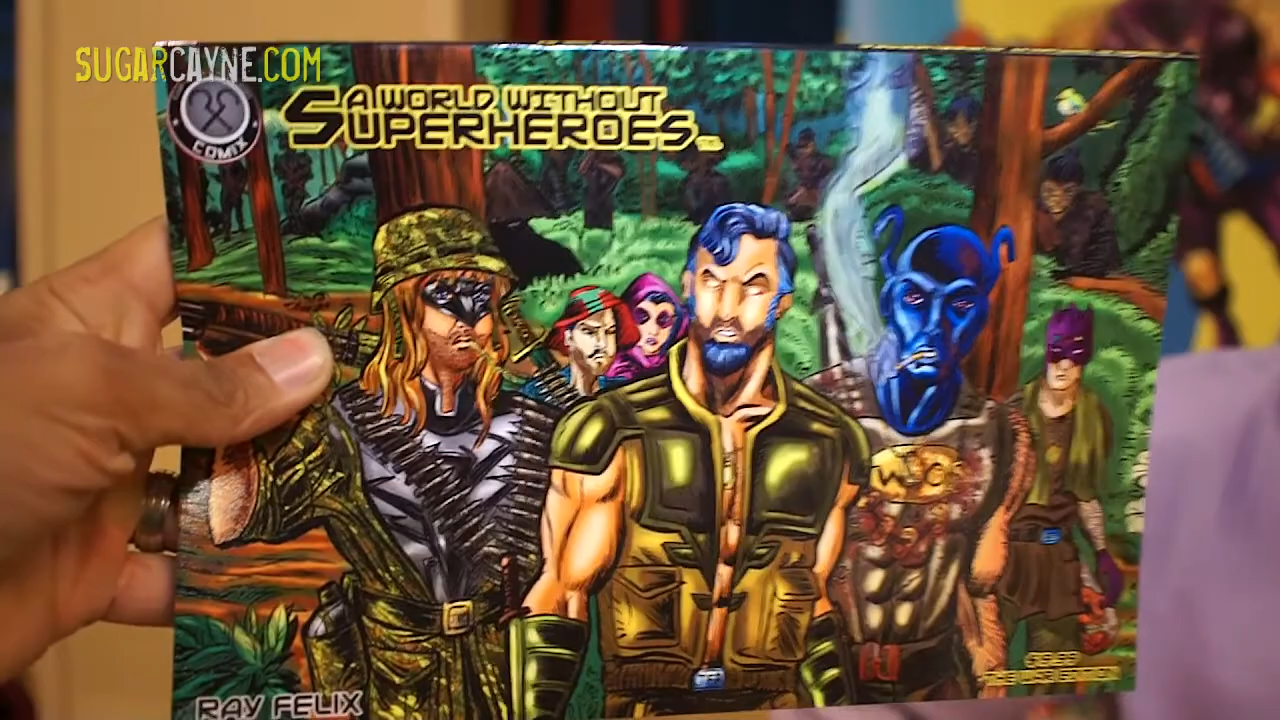 SUGARCAYNE.COM
COMIX
A WORLD WITHOUT
SUPERHEROES
RAY FELIX